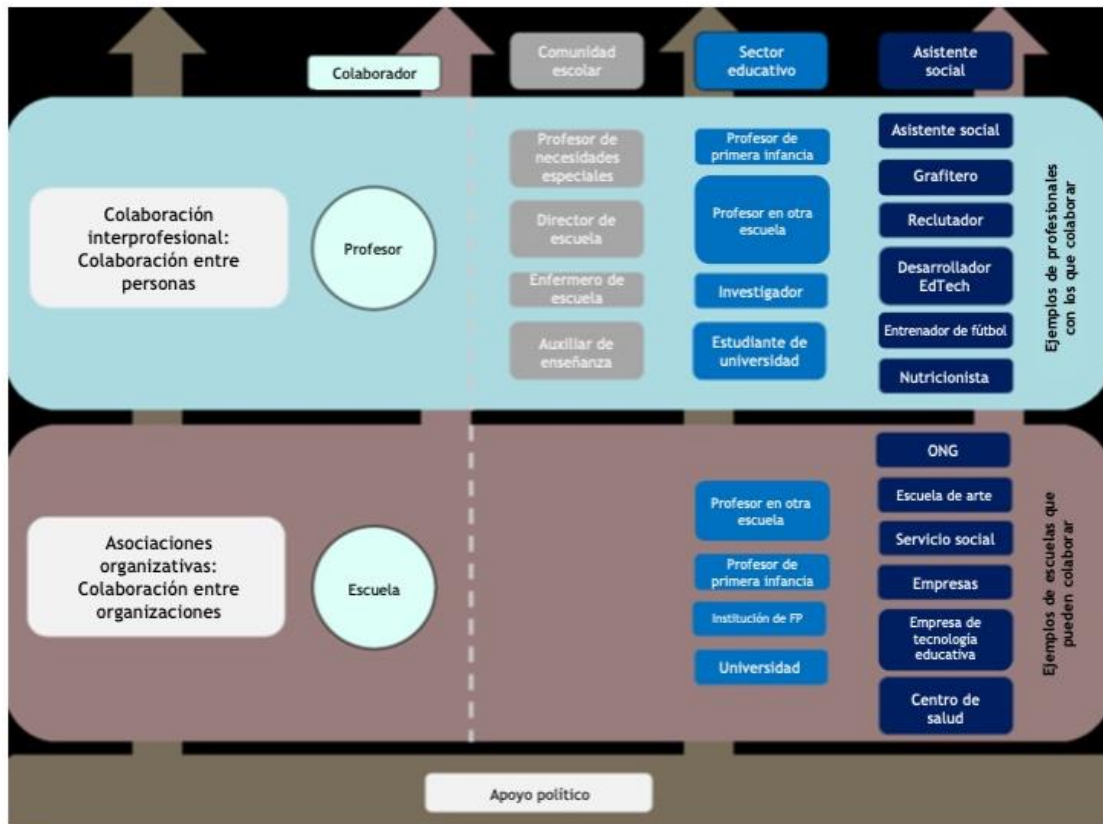 Colaborador
Comunidad
escolar
Sector
educativo
Asistente
social
Colaboración
interprofesional:
Colaboración entre
personas
Profesor
Profesor de
necesidades
especiales
Director de
escuela
Enfermero de
escuela
Auxiliar de
enseñanza
Profesor de
primera infancia
Profesor en otra
escuela
Investigador
Estudiante de
universidad
Asistente social
Grafitero
Reclutador
Desarrollador
EdTech
Entrenador de fútbol
Nutricionista
Ejemplos de profesionales
con los que colaborar
Asociaciones
organizativas:
Colaboración entre
organizaciones
Escuela
Profesor en otra
escuela
Profesor de
primera infancia
Institución de FP
Universidad
ONG
Escuela de arte
Servicio social
Empresas
Empresa de
tecnología
educativa
Centro de
salud
Ejemplos de escuelas que
pueden colaborar
Apoyo político